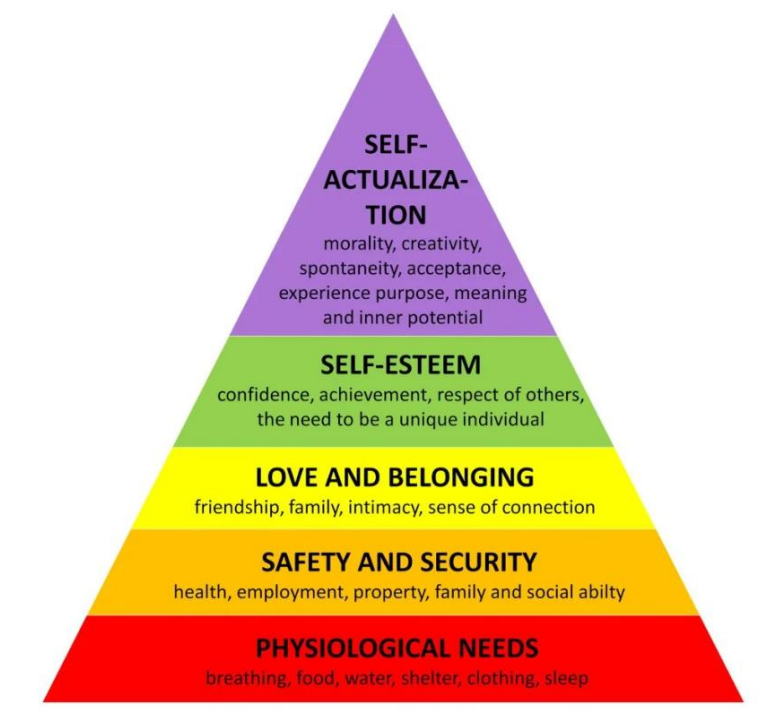 SELF-
ACTUALIZA-
TION
morality, creativity,
spontaneity, acceptance,
experience purpose, meaning
and inner potential
SELF-ESTEEM
confidence, achievement, respect of others,
the need to be a unique individual
LOVE AND BELONGING
friendship, family, intimacy, sense of connection
SAFETY AND SECURITY
health, employment, property, family and social abilty
PHYSIOLOGICAL NEEDS
breathing, food, water, shelter, clothing, sleep